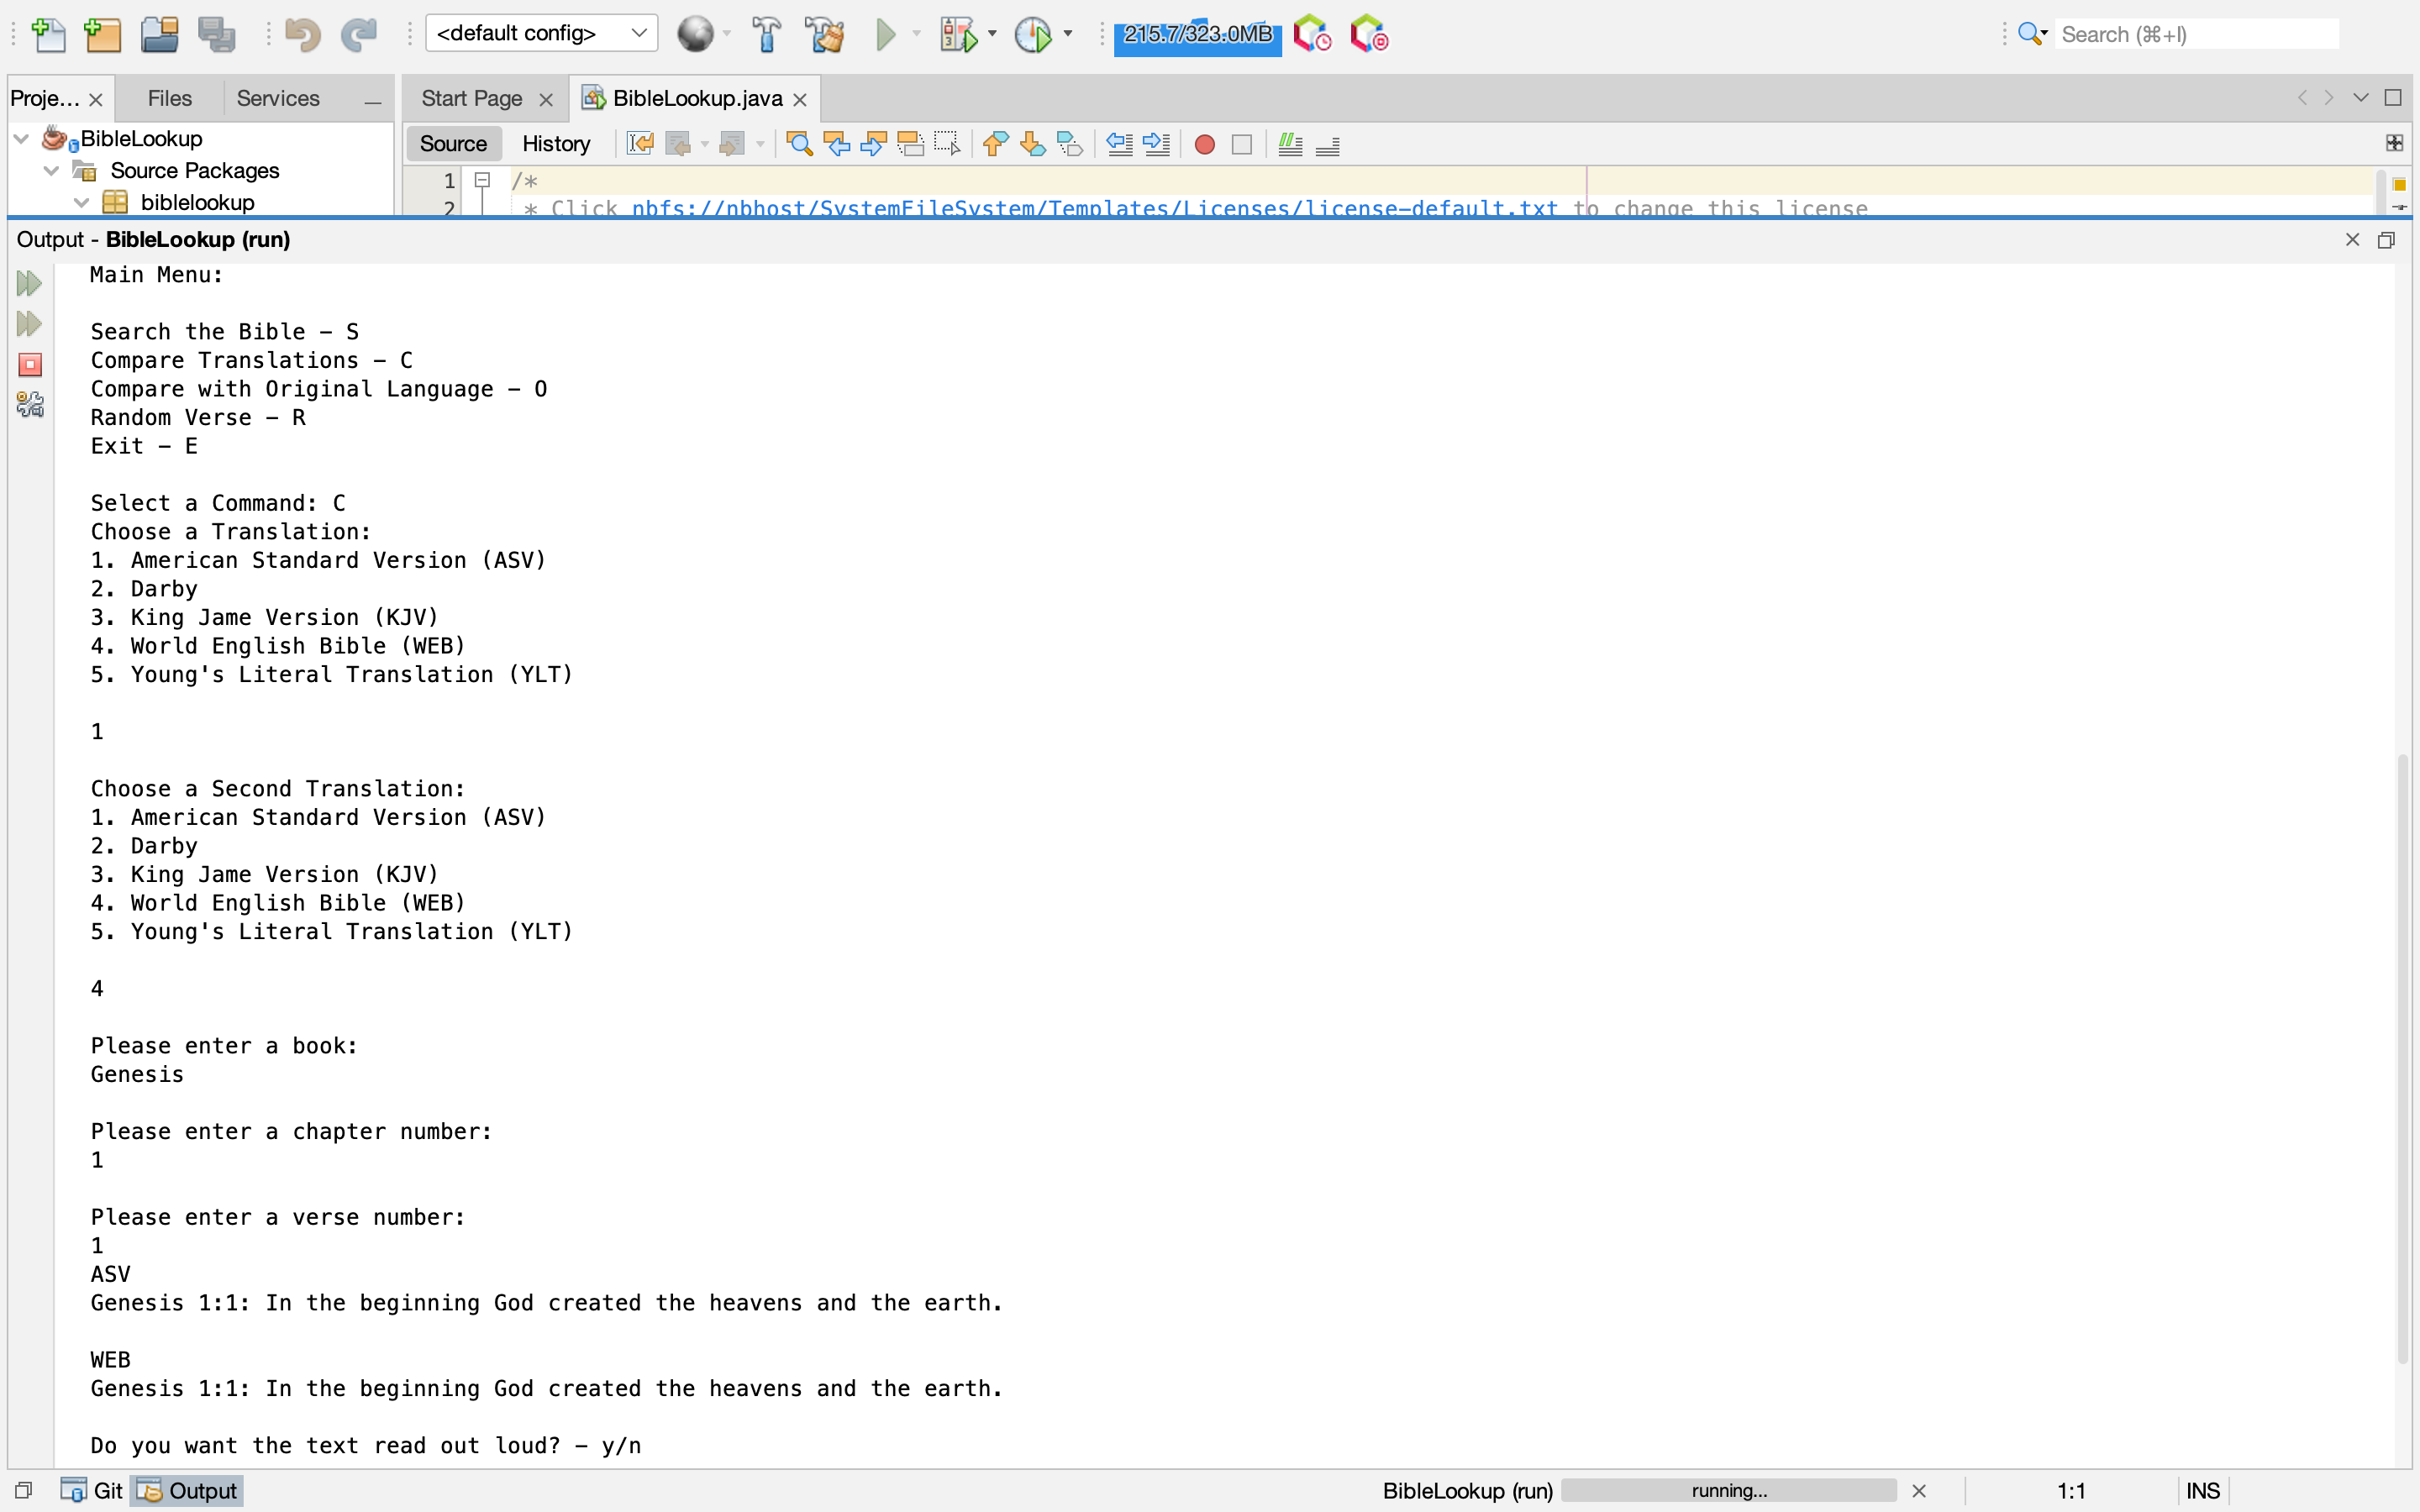 <default config>
215.7/323.0MB
Search (⌘+I)
Proje...
Files
Services
Start Page
BibleLookup.java
BibleLookup
Source
History
Source Packages
biblelookup
1 /*
2 * Click nbfs://nbhost/SystemFileSystem/Templates/Licenses/license-default.txt to change this license
Output - BibleLookup (run)
Main Menu:
Search the Bible – S
Compare Translations – C
Compare with Original Language – O
Random Verse – R
Exit – E
Select a Command: C
Choose a Translation:
1. American Standard Version (ASV)
2. Darby
3. King Jame Version (KJV)
4. World English Bible (WEB)
5. Young's Literal Translation (YLT)
1
Choose a Second Translation:
1. American Standard Version (ASV)
2. Darby
3. King Jame Version (KJV)
4. World English Bible (WEB)
5. Young's Literal Translation (YLT)
4
Please enter a book:
Genesis
Please enter a chapter number:
1
Please enter a verse number:
1
ASV
Genesis 1:1: In the beginning God created the heavens and the earth.
WEB
Genesis 1:1: In the beginning God created the heavens and the earth.
Do you want the text read out loud? – y/n
Git
Output
BibleLookup (run)
running...
1:1
INS